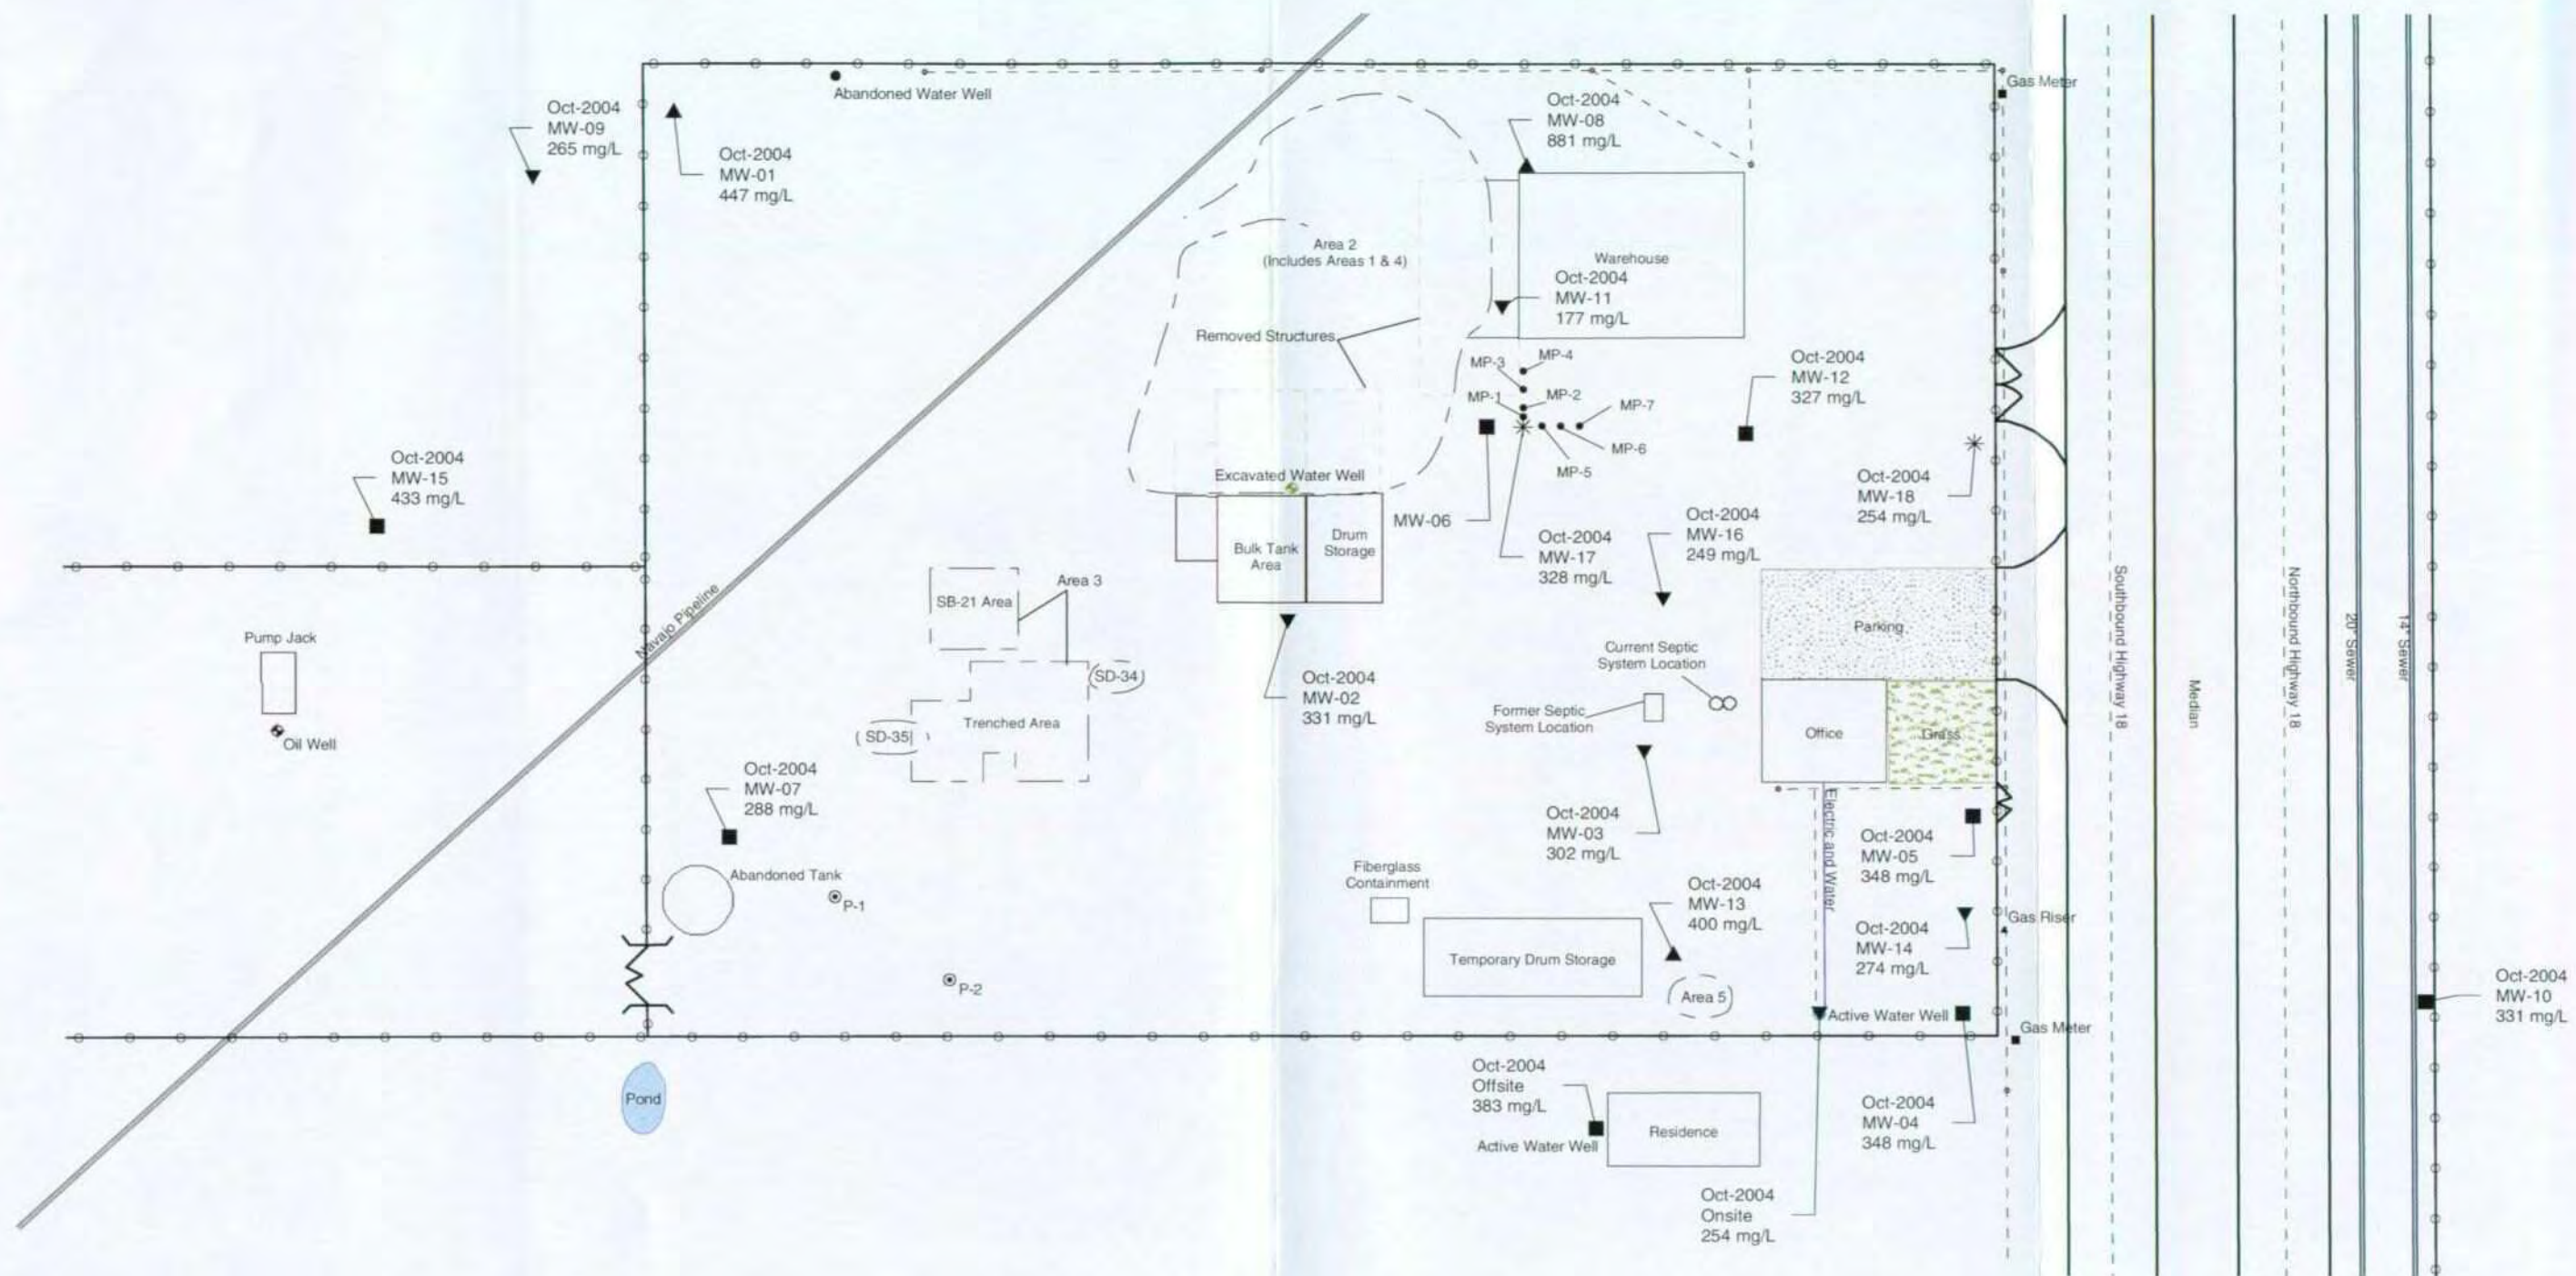 Gas Meter
Abandoned Water Well
Oct-2004
MW-09
265 mg/L
Oct-2004
MW-01
447 mg/L
Oct-2004
MW-08
881 mg/L
Area 2
(Includes Areas 1 & 4)
Warehouse
Oct-2004
MW-11
177 mg/L
Removed Structures
MP-3
MP-4
MP-1
MP-2
MP-7
MP-6
MP-5
Oct-2004
MW-12
327 mg/L
Oct-2004
MW-15
433 mg/L
Excavated Water Well
Oct-2004
MW-18
254 mg/L
MW-06
Oct-2004
MW-17
328 mg/L
Oct-2004
MW-16
249 mg/L
Bulk Tank
Area
Drum
Storage
Area 3
SB-21 Area
Navajo Pipeline
Pump Jack
Oil Well
Parking
Current Septic
System Location
SD-34
Oct-2004
MW-02
331 mg/L
Former Septic
System Location
Trenched Area
SD-35
Office
Grass
Southbound Highway 18
Median
Northbound Highway 18
20" Sewer
14" Sewer
Oct-2004
MW-07
288 mg/L
Oct-2004
MW-03
302 mg/L
Electric and Water
Oct-2004
MW-05
348 mg/L
Abandoned Tank
P-1
Fiberglass
Containment
Oct-2004
MW-13
400 mg/L
Gas Riser
Oct-2004
MW-14
274 mg/L
Temporary Drum Storage
P-2
Area 5
Active Water Well
Gas Meter
Oct-2004
MW-10
331 mg/L
Pond
Oct-2004
Offsite
383 mg/L
Active Water Well
Residence
Oct-2004
MW-04
348 mg/L
Oct-2004
Onsite
254 mg/L